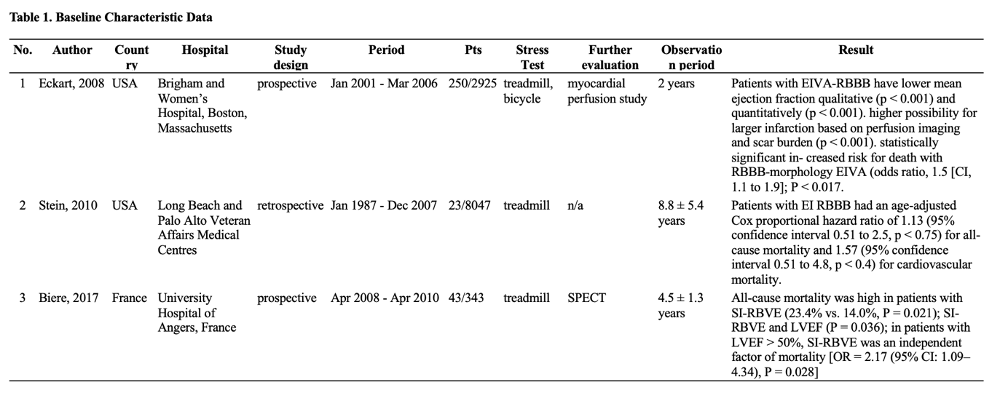 Table 1. Baseline Characteristic Data
No. Author Count Hospital Study Period Pts Stress Further Observatio Result
ry design Test evaluation n period
1 Eckart, 2008 USA Brigham and prospective Jan 2001 - Mar 2006 250/2925 treadmill, myocardial 2 years Patients with EIVA-RBBB have lower mean
Women’s bicycle perfusion study ejection fraction qualitative (p < 0.001) and
Hospital, Boston, quantitatively (p < 0.001). higher possibility for
Massachusetts larger infarction based on perfusion imaging
and scar burden (p < 0.001). statistically
significant in- creased risk for death with
RBBB-morphology EIVA (odds ratio, 1.5 [CI,
1.1 to 1.9]; P < 0.017.
2 Stein, 2010 USA Long Beach and retrospective Jan 1987 - Dec 2007 23/8047 treadmill n/a 8.8 ± 5.4 Patients with EI RBBB had an age-adjusted
Palo Alto Veteran years Cox proportional hazard ratio of 1.13 (95%
Affairs Medical confidence interval 0.51 to 2.5, p < 0.75) for all-
Centres cause mortality and 1.57 (95% confidence
interval 0.51 to 4.8, p < 0.4) for cardiovascular
mortality.
3 Biere, 2017 France University prospective Apr 2008 - Apr 2010 43/343 treadmill SPECT 4.5 ± 1.3 All-cause mortality was high in patients with
Hospital of years SI-RBVE (23.4% vs. 14.0%, P = 0.021); SI-
Angers, France RBVE and LVEF (P = 0.036); in patients with
LVEF > 50%, SI-RBVE was an independent
factor of mortality [OR = 2.17 (95% CI: 1.09–
4.34), P = 0.028]